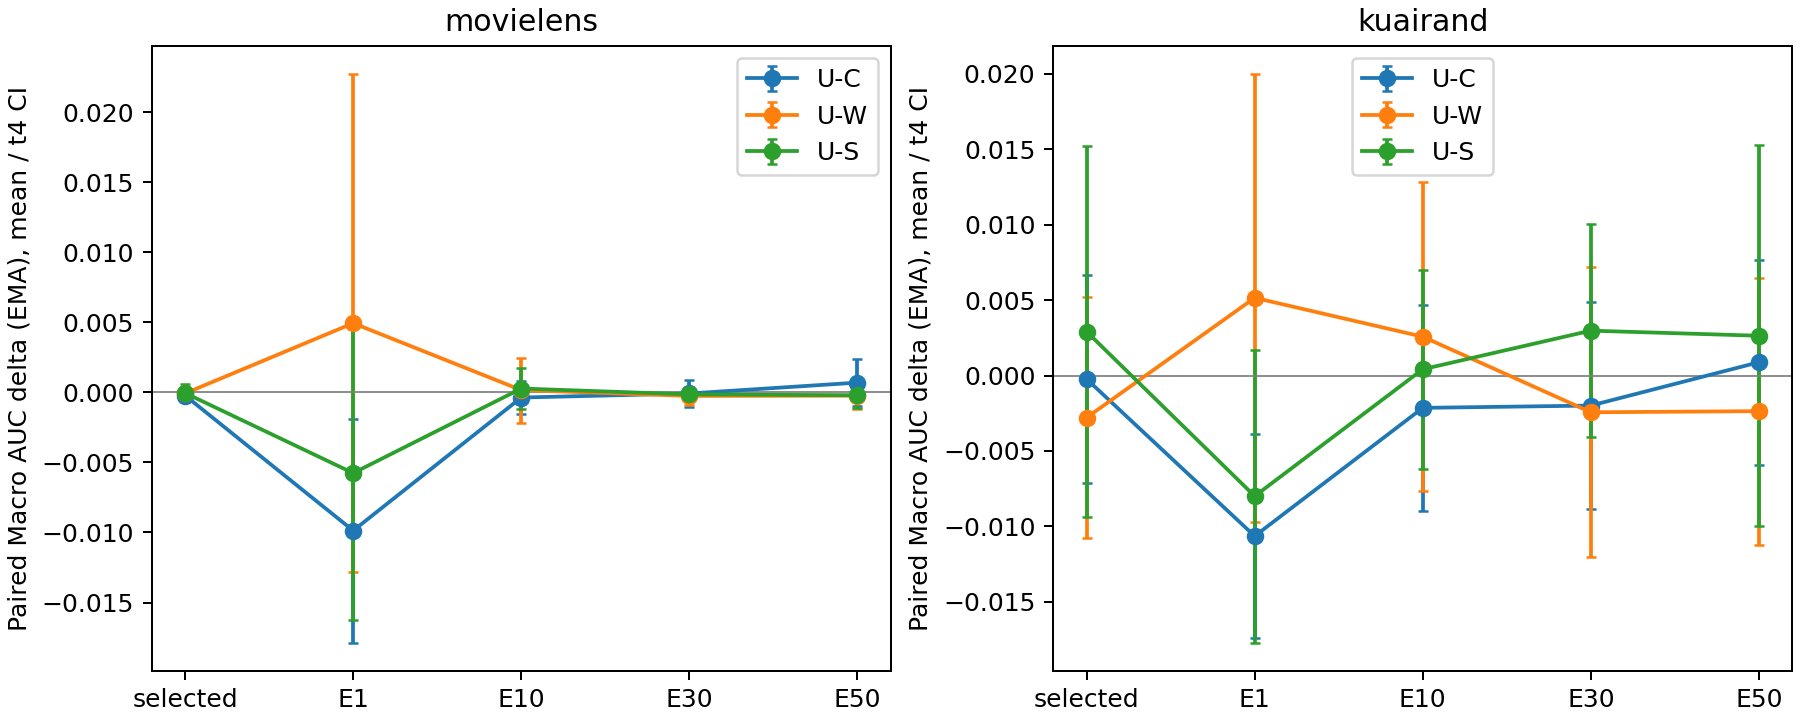 movielens
Paired Macro AUC delta (EMA), mean / t4 CI
0.020
0.015
0.010
0.005
0.000
−0.005
−0.010
−0.015
selected
E1
E10
E30
E50
U-C
U-W
U-S
kuairand
Paired Macro AUC delta (EMA), mean / t4 CI
0.020
0.015
0.010
0.005
0.000
−0.005
−0.010
−0.015
selected
E1
E10
E30
E50
U-C
U-W
U-S